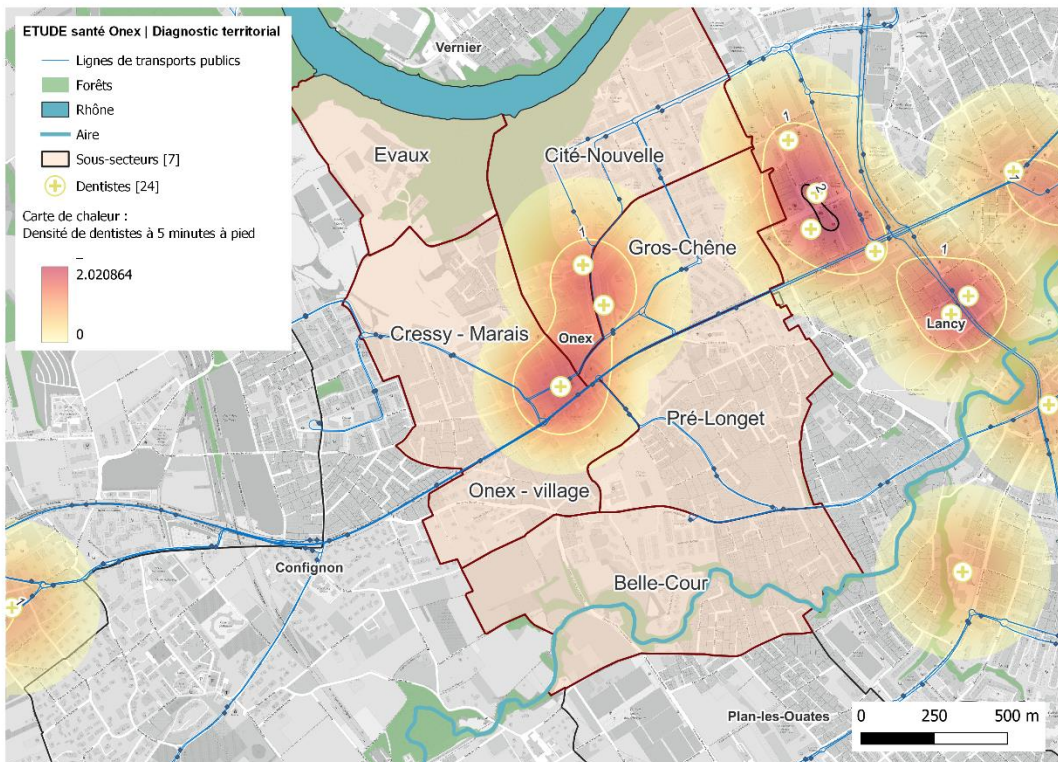 ETUDE santé Onex | Diagnostic territorial
Lignes de transports publics
Forêts
Rhône
Aire
Sous-secteurs [7]
Dentistes [24]
Carte de chaleur :
Densité de dentistes à 5 minutes à pied
2.020864
0
Vernier
Evaux
Cité-Nouvelle
1
1
2
1
Gros-Chêne
1
1
Cressy - Marais
Onex
Lancy
Pré-Longet
Onex - village
Confignon
Belle-Cour
1
Plan-les-Ouates
0 250 500 m